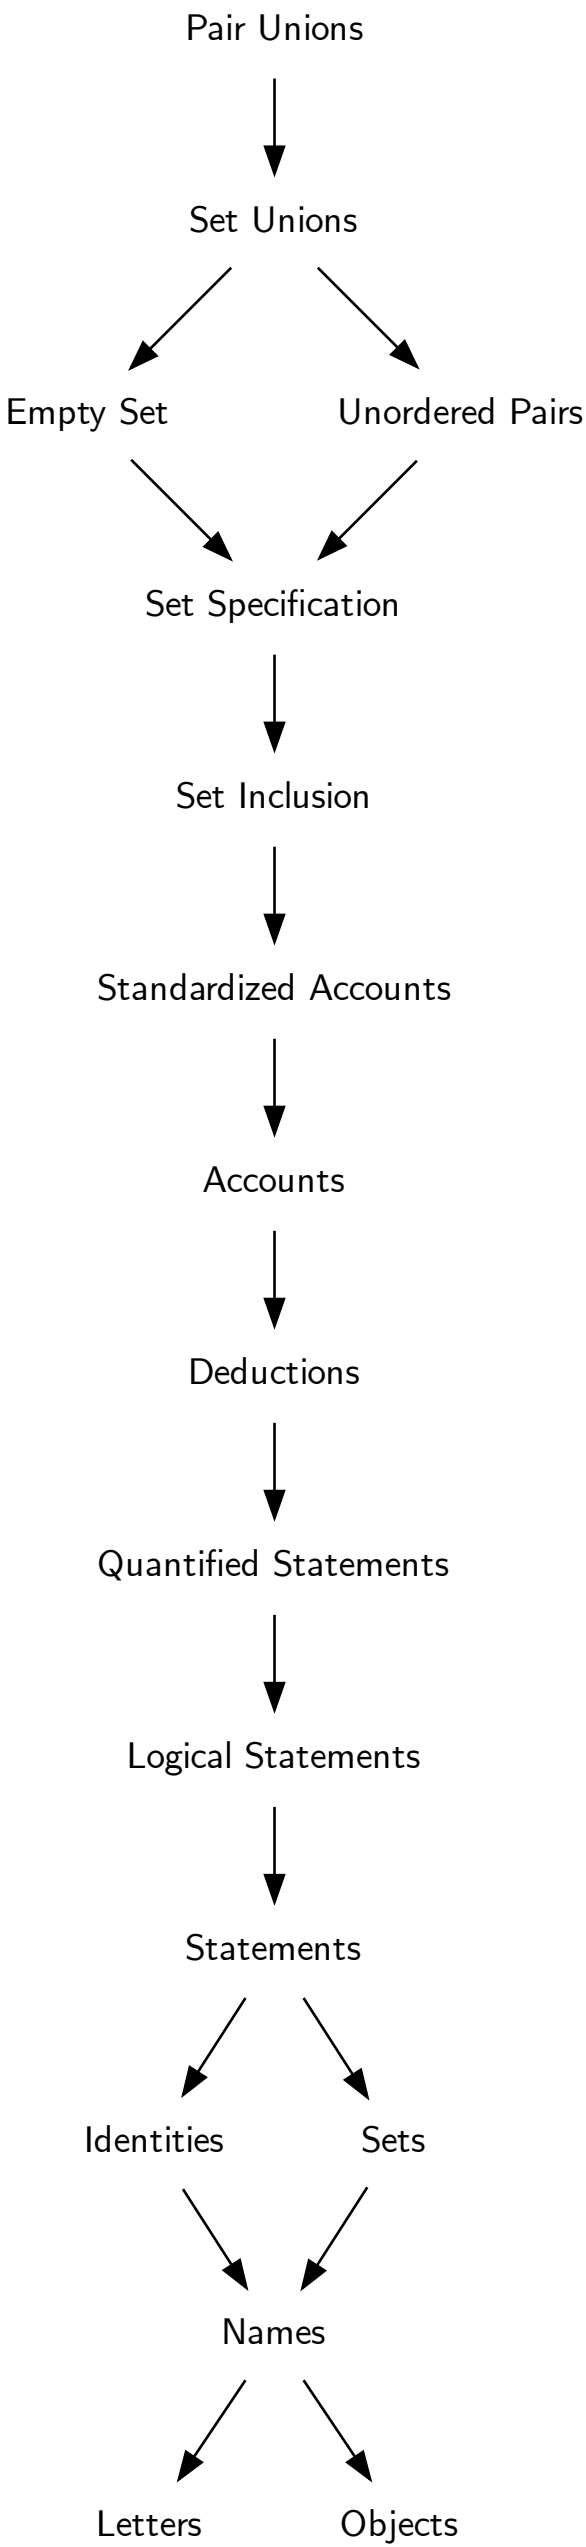 Pair Unions
Set Unions
Empty Set
Unordered Pairs
Set Specification
Set Inclusion
Standardized Accounts
Accounts
Deductions
Quantified Statements
Logical Statements
Statements
Identities
Sets
Names
Letters
Objects